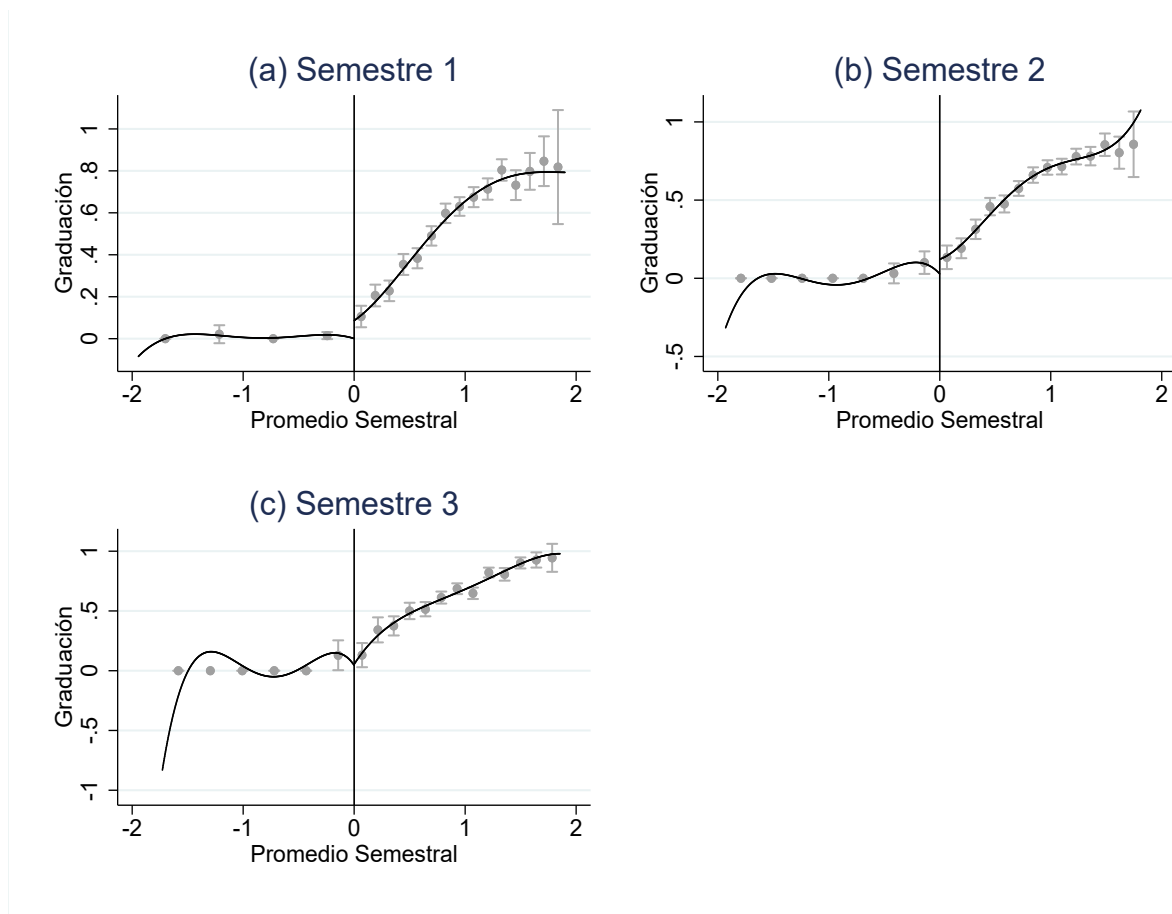 (a) Semestre 1
Graduación
1
.8
.6
.4
.2
0
-2 -1 0 1 2
Promedio Semestral
(b) Semestre 2
Graduación
1
.5
0
-.5
-2 -1 0 1 2
Promedio Semestral
(c) Semestre 3
Graduación
1
.5
0
-.5
-1
-2 -1 0 1 2
Promedio Semestral